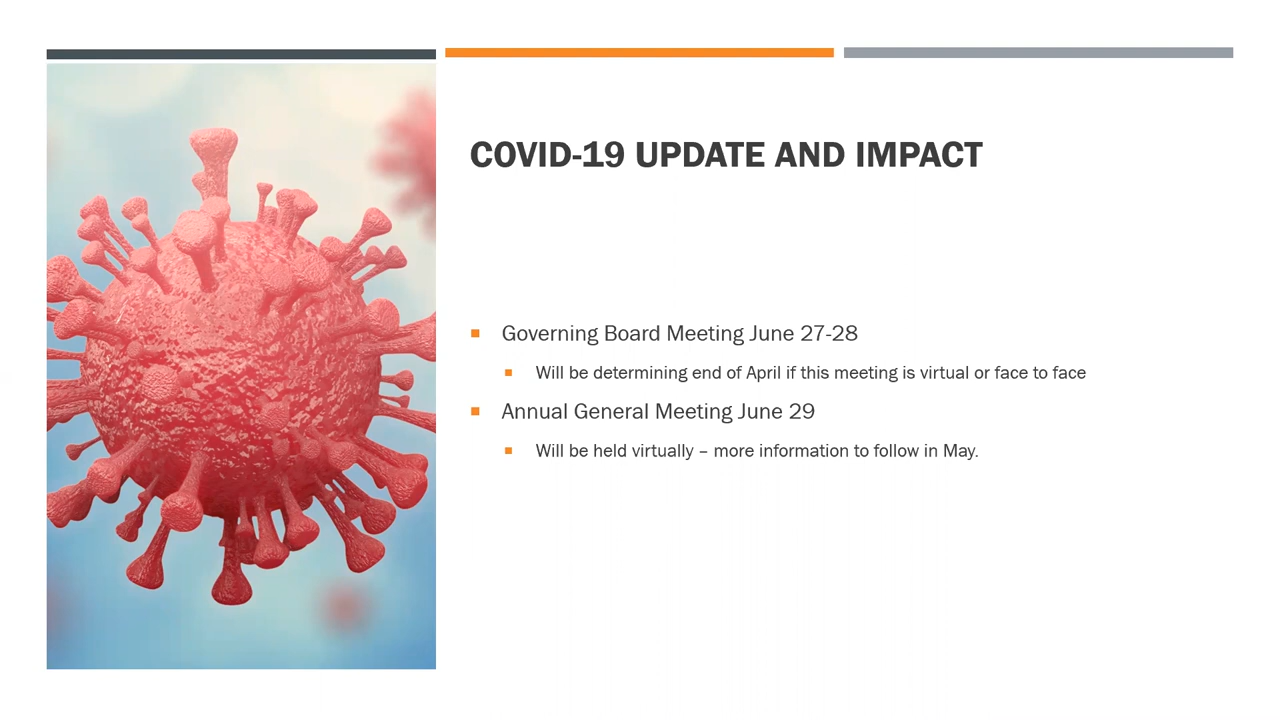 COVID-19 UPDATE AND IMPACT
Governing Board Meeting June 27-28
Will be determining end of April if this meeting is virtual or face to face
Annual General Meeting June 29
Will be held virtually – more information to follow in May.